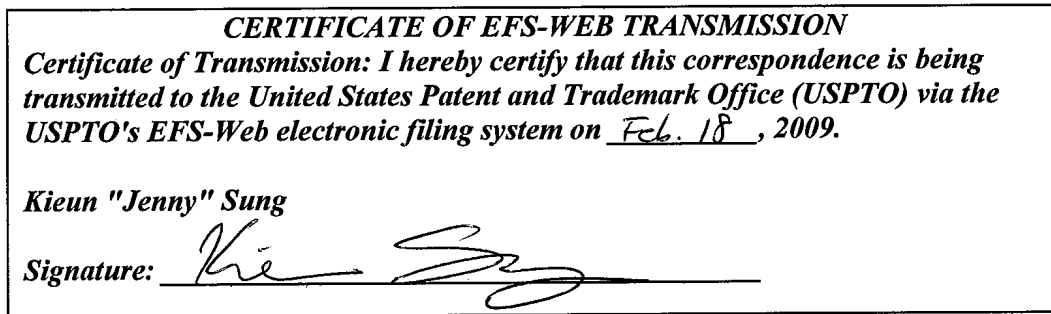 CERTIFICATE OF EFS-WEB TRANSMISSION
Certificate of Transmission: I hereby certify that this correspondence is being
transmitted to the United States Patent and Trademark Office (USPTO) via the
USPTO's EFS-Web electronic filing system on Feb. 18, 2009.
Kieun "Jenny" Sung
Signature: